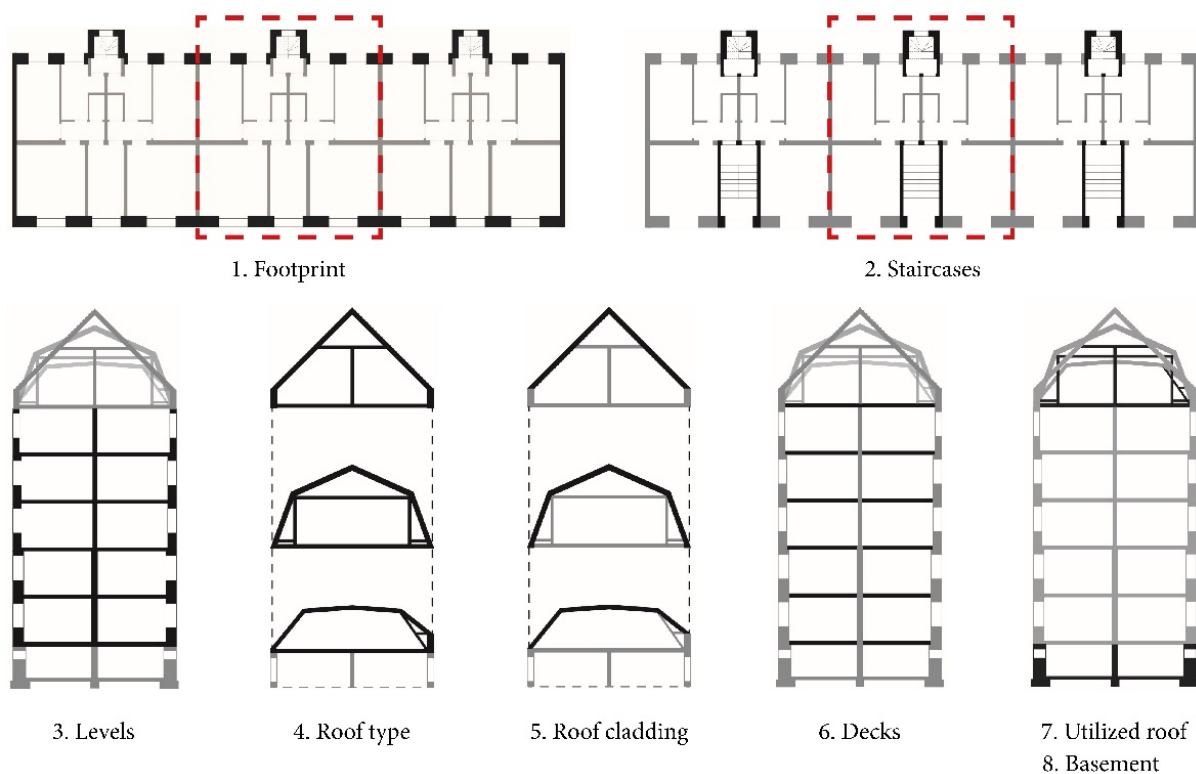 1. Footprint
2. Staircases
3. Levels
4. Roof type
5. Roof cladding
6. Decks
7. Utilized roof
8. Basement